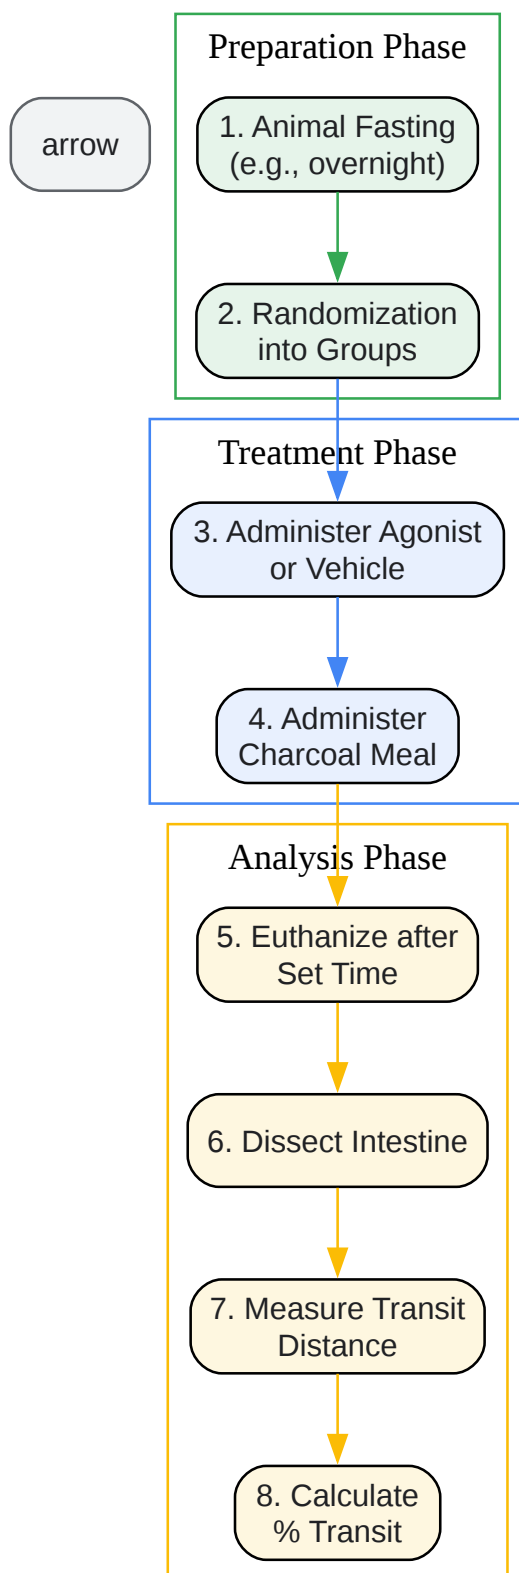 Preparation Phase
arrow
1. Animal Fasting
(e.g., overnight)
2. Randomization
into Groups
Treatment Phase
3. Administer Agonist
or Vehicle
4. Administer
Charcoal Meal
Analysis Phase
5. Euthanize after
Set Time
6. Dissect Intestine
7. Measure Transit
Distance
8. Calculate
% Transit